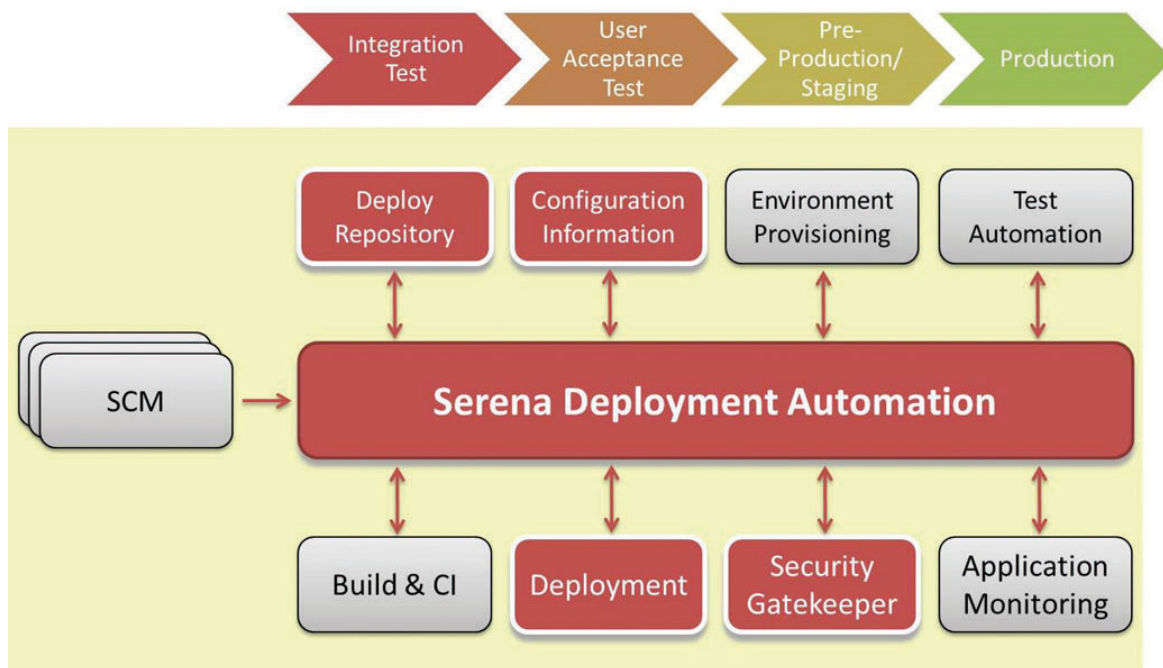 Integration
Test
User
Acceptance
Test
Pre-
Production/
Staging
Production
Deploy
Repository
Configuration
Information
Environment
Provisioning
Test
Automation
SCM
Serena Deployment Automation
Build & CI
Deployment
Security
Gatekeeper
Application
Monitoring